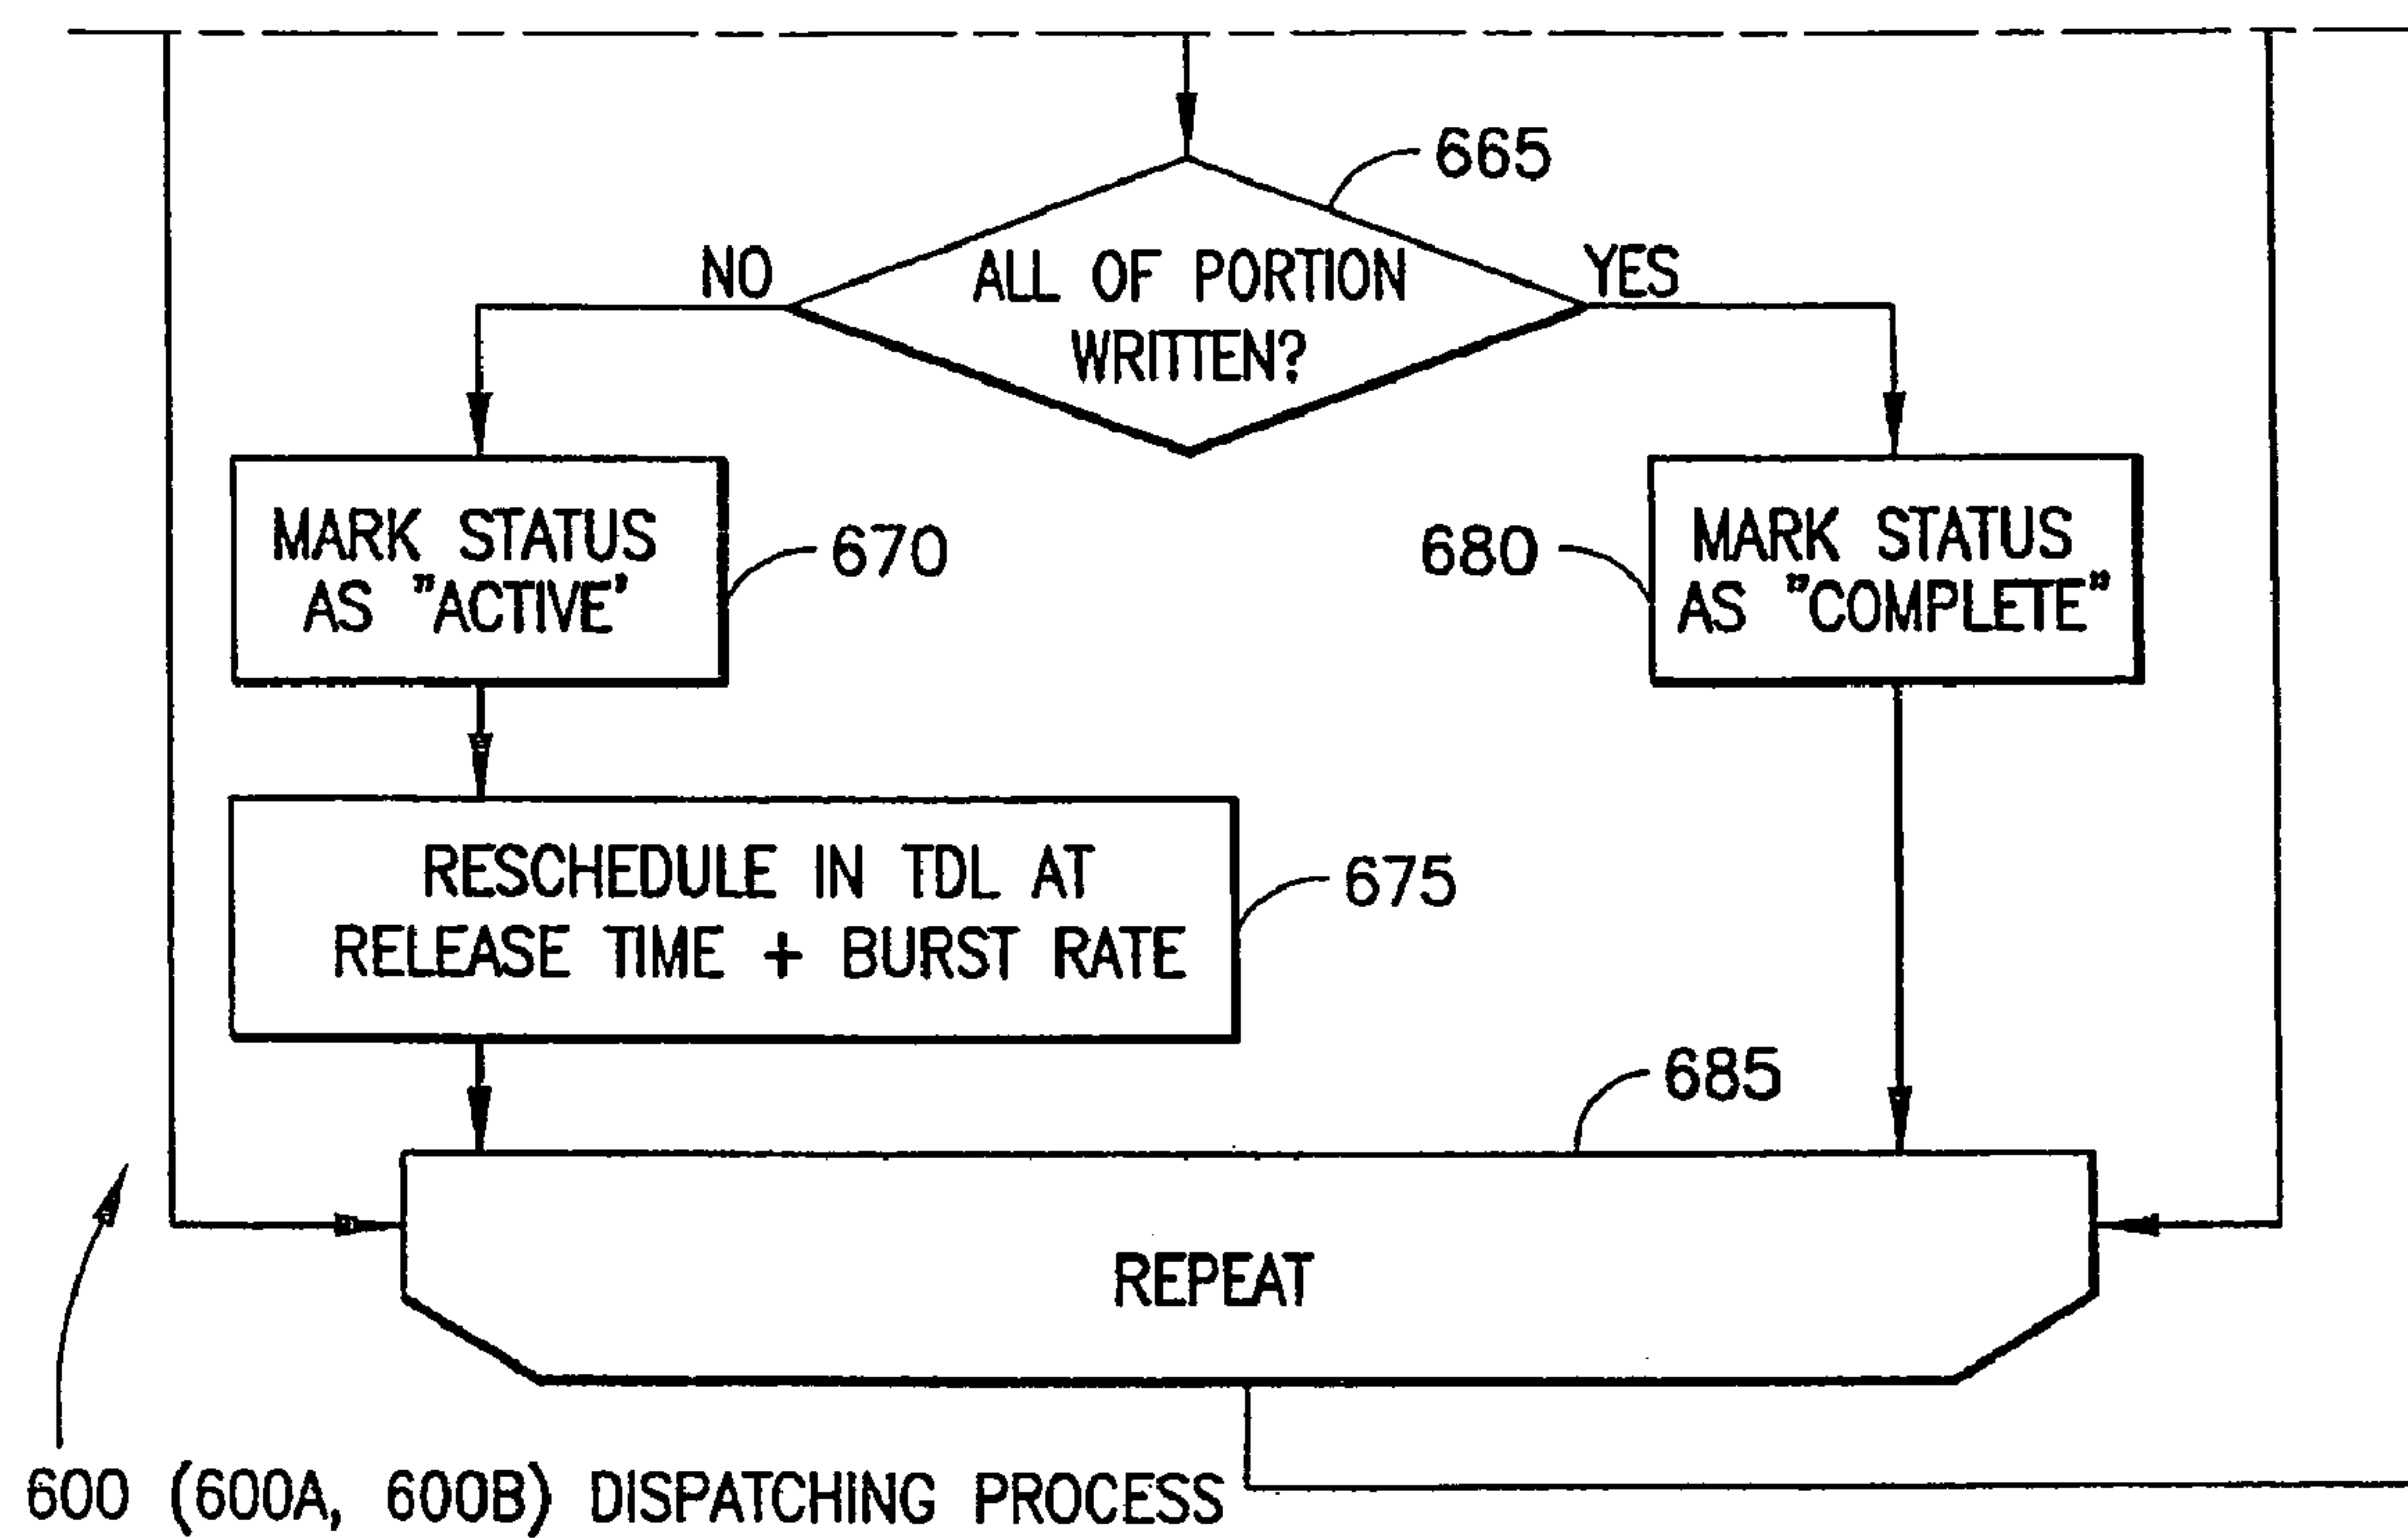 665
NO
ALL OF PORTION
WRITTEN?
YES
MARK STATUS
AS "ACTIVE'
670
680
MARK STATUS
AS "COMPLETE"
RESCHEDULE IN TDL AT
RELEASE TIME + BURST RATE
675
685
REPEAT
600 (600A, 600B) DISPATCHING PROCESS